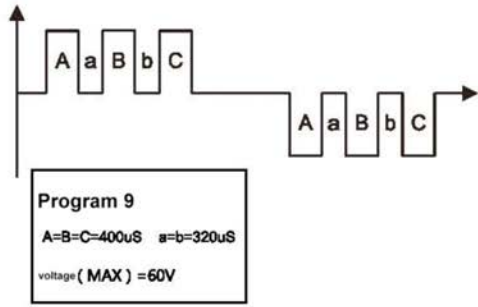 A a B b C
A a B b C
Program 9
A=B=C=400uS a=b=320uS
voltage(MAX)=60V